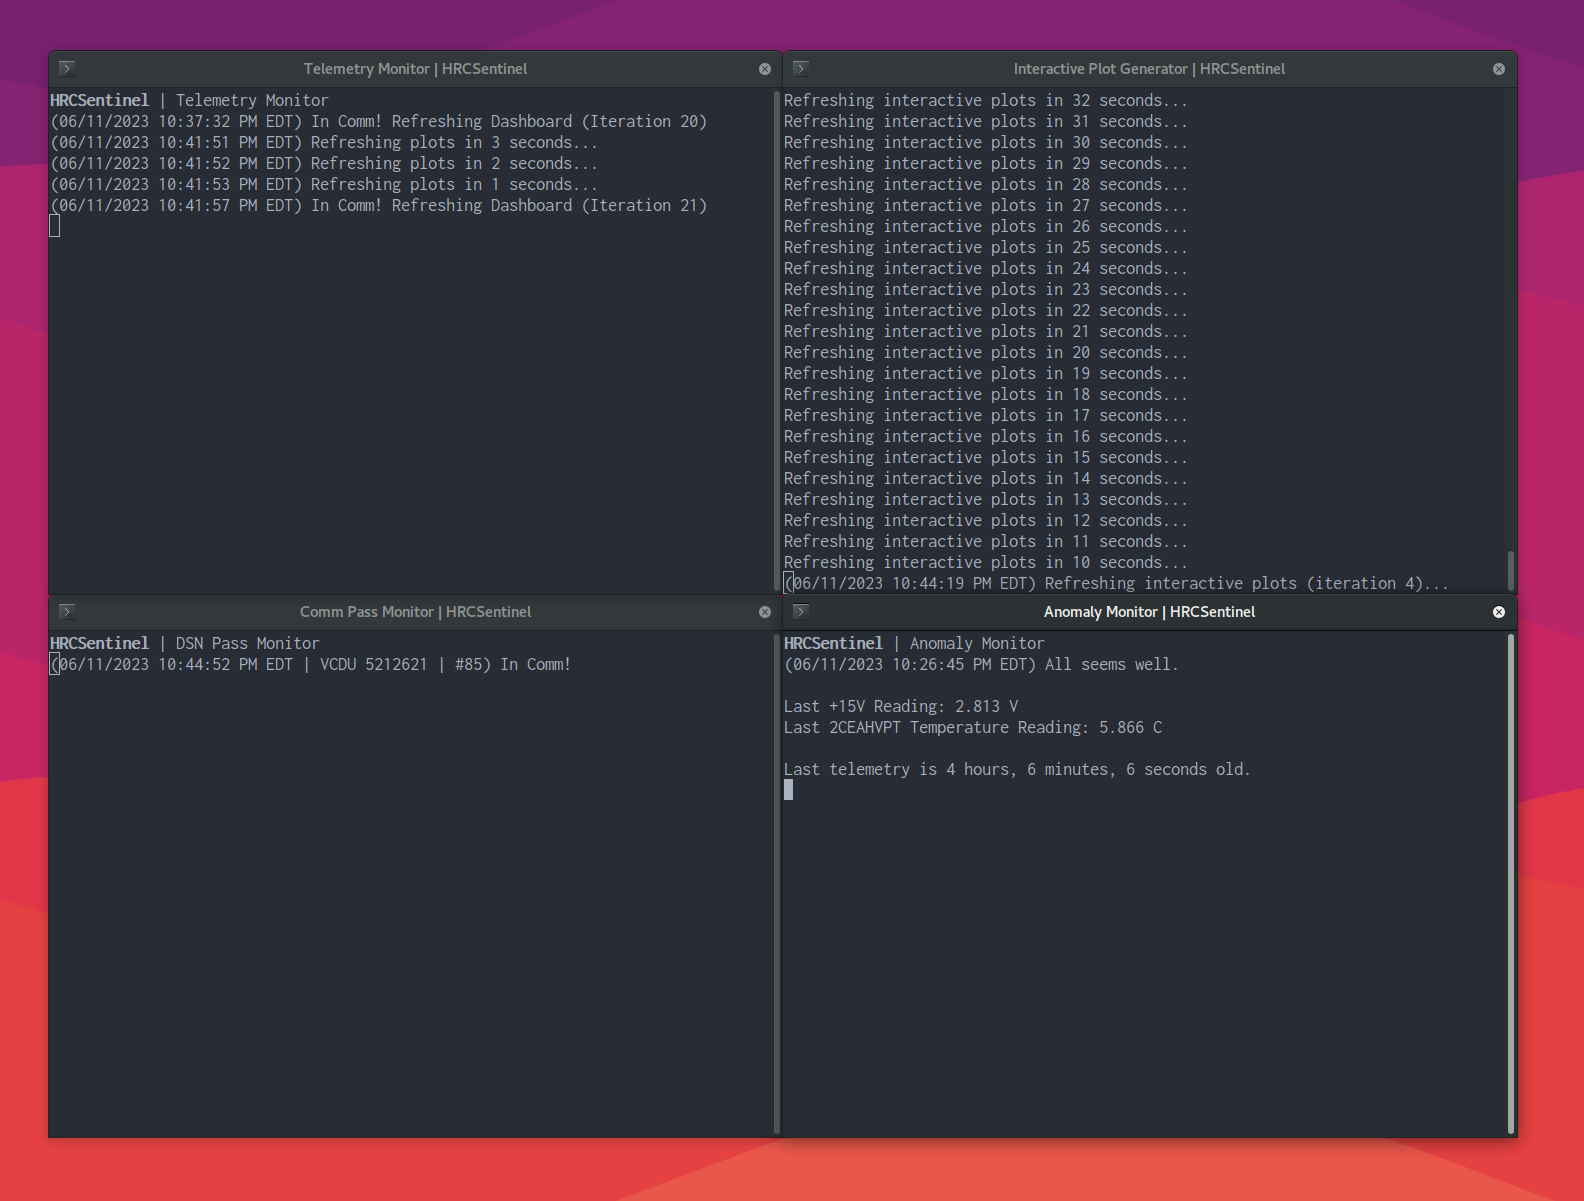 Telemetry Monitor | HRCSentinel
HRCSentinel | Telemetry Monitor
(06/11/2023 10:37:32 PM EDT) In Comm! Refreshing Dashboard (Iteration 20)
(06/11/2023 10:41:51 PM EDT) Refreshing plots in 3 seconds...
(06/11/2023 10:41:52 PM EDT) Refreshing plots in 2 seconds...
(06/11/2023 10:41:53 PM EDT) Refreshing plots in 1 seconds...
(06/11/2023 10:41:57 PM EDT) In Comm! Refreshing Dashboard (Iteration 21)
Interactive Plot Generator | HRCSentinel
Refreshing interactive plots in 32 seconds...
Refreshing interactive plots in 31 seconds...
Refreshing interactive plots in 30 seconds...
Refreshing interactive plots in 29 seconds...
Refreshing interactive plots in 28 seconds...
Refreshing interactive plots in 27 seconds...
Refreshing interactive plots in 26 seconds...
Refreshing interactive plots in 25 seconds...
Refreshing interactive plots in 24 seconds...
Refreshing interactive plots in 23 seconds...
Refreshing interactive plots in 22 seconds...
Refreshing interactive plots in 21 seconds...
Refreshing interactive plots in 20 seconds...
Refreshing interactive plots in 19 seconds...
Refreshing interactive plots in 18 seconds...
Refreshing interactive plots in 17 seconds...
Refreshing interactive plots in 16 seconds...
Refreshing interactive plots in 15 seconds...
Refreshing interactive plots in 14 seconds...
Refreshing interactive plots in 13 seconds...
Refreshing interactive plots in 12 seconds...
Refreshing interactive plots in 11 seconds...
Refreshing interactive plots in 10 seconds...
(06/11/2023 10:44:19 PM EDT) Refreshing interactive plots (iteration 4)...
Comm Pass Monitor | HRCSentinel
HRCSentinel | DSN Pass Monitor
(06/11/2023 10:44:52 PM EDT | VCDU 5212621 | #85) In Comm!
Anomaly Monitor | HRCSentinel
HRCSentinel | Anomaly Monitor
(06/11/2023 10:26:45 PM EDT) All seems well.
Last +15V Reading: 2.813 V
Last 2CEAHVPT Temperature Reading: 5.866 C
Last telemetry is 4 hours, 6 minutes, 6 seconds old.